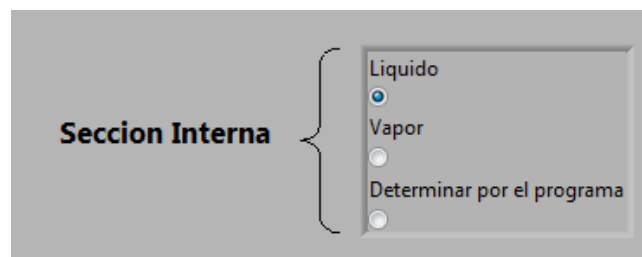 Seccion Interna
Liquido
Vapor
Determinar por el programa